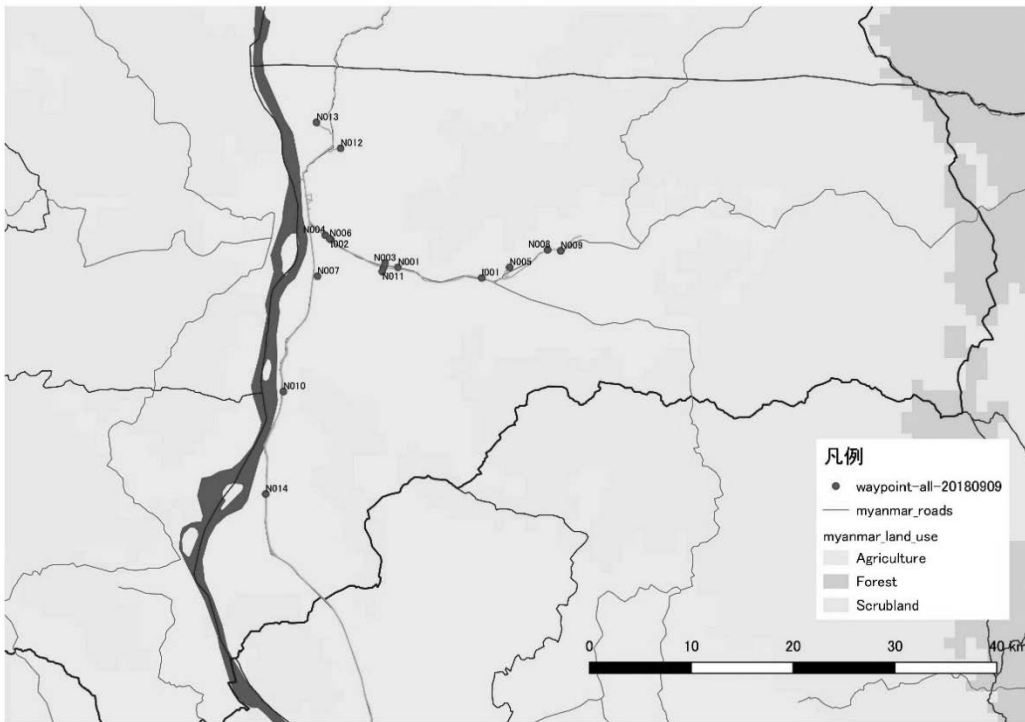 N013
N012
N004
N006
I002
N003
N001
N011
N007
I001
N005
N008
N009
N010
N014
凡例
waypoint-all-20180909
myanmar_roads
myanmar_land_use
Agriculture
Forest
Scrubland
0 10 20 30 40 km